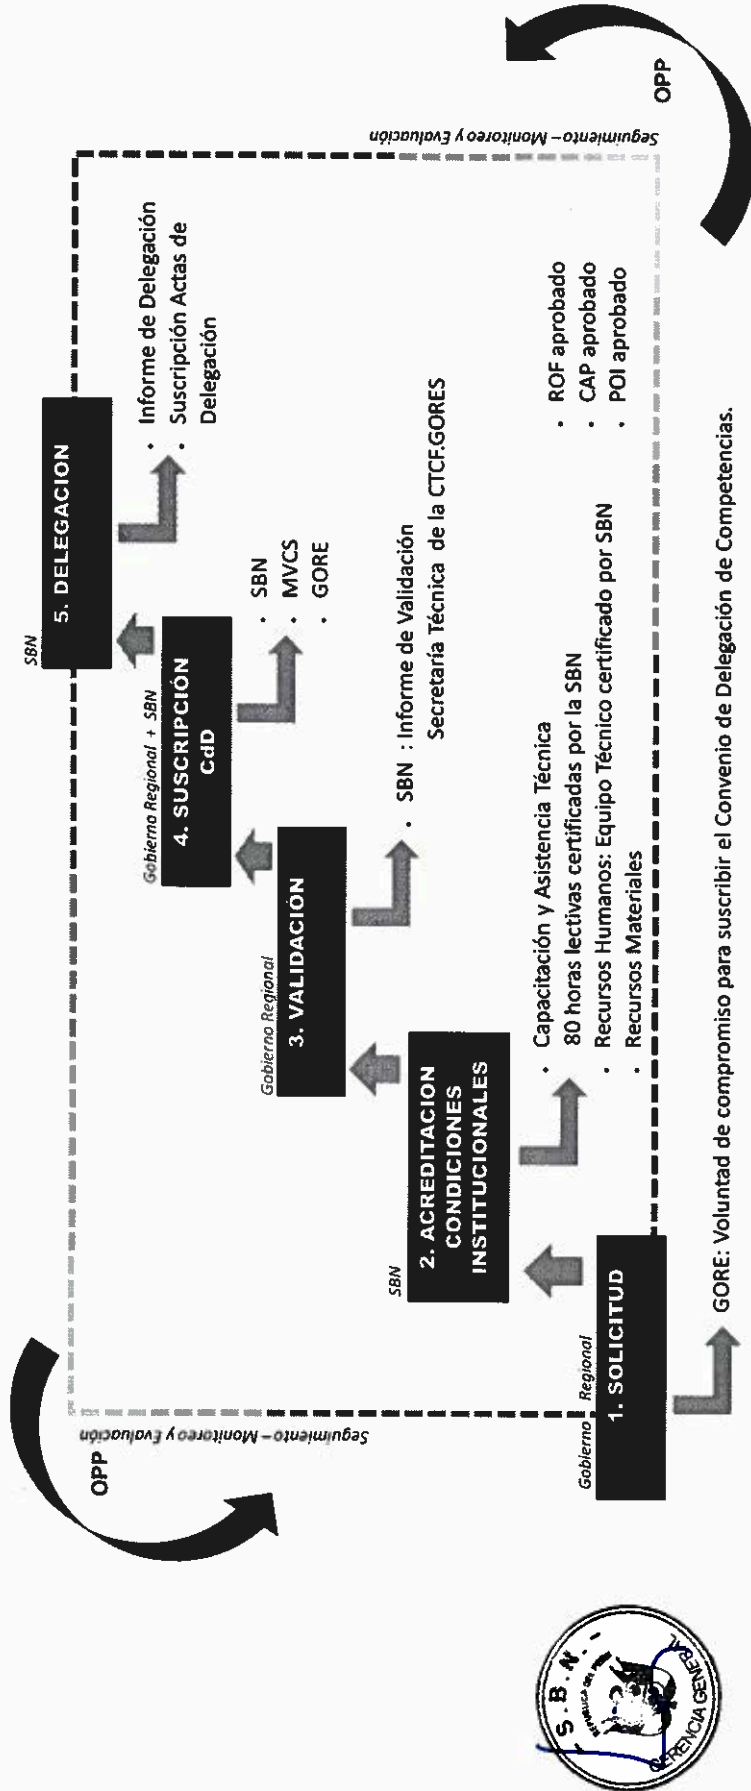 OPP
Seguimiento – Monitoreo y Evaluación
Gobierno Regional
1. SOLICITUD
GORE: Voluntad de compromiso para suscribir el Convenio de Delegación de Competencias.
SBN
2. ACREDITACION
CONDICIONES
INSTITUCIONALES
· Capacitación y Asistencia Técnica
80 horas lectivas certificadas por la SBN
· Recursos Humanos: Equipo Técnico certificado por SBN
· Recursos Materiales
· ROF aprobado
· CAP aprobado
· POI aprobado
Gobierno Regional
3. VALIDACIÓN
· SBN : Informe de Validación
Secretaría Técnica de la CTCF.GORES
Gobierno Regional + SBN
4. SUSCRIPCIÓN
CdD
· SBN
· MVCS
· GORE
SBN
5. DELEGACION
· Informe de Delegación
· Suscripción Actas de
Delegación
Seguimiento – Monitoreo y Evaluación
OPP
S.B.N.
REPUBLICA DEL PERU
GERENCIA GENERAL